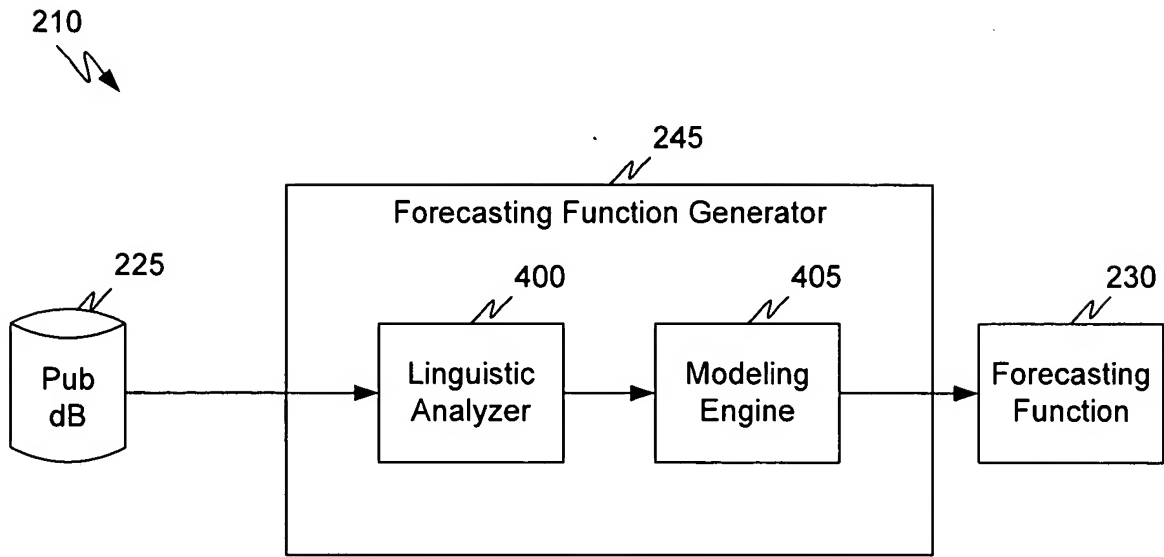 210
245
Forecasting Function Generator
225
400
405
230
Pub
dB
Linguistic
Analyzer
Modeling
Engine
Forecasting
Function